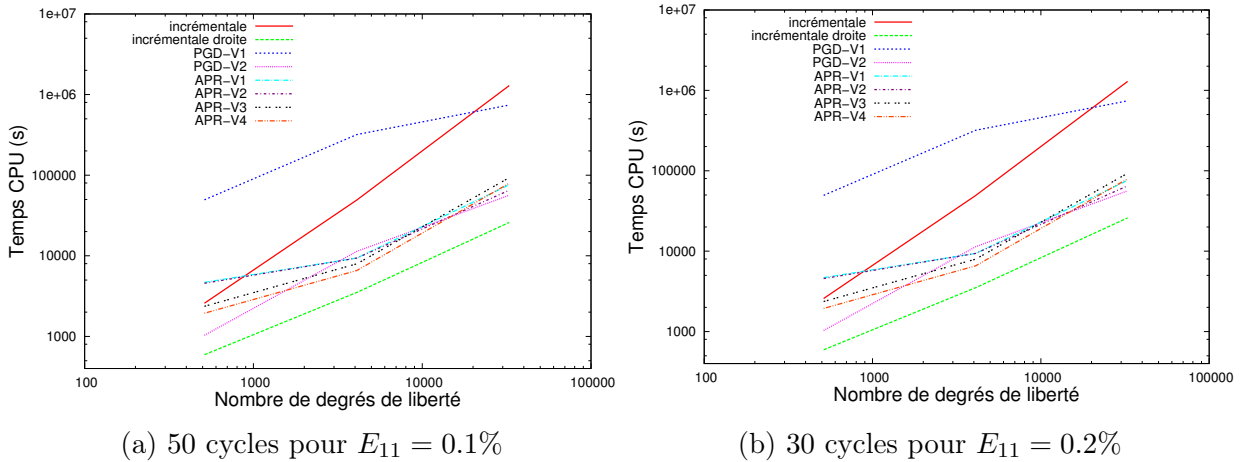 1e+07
1e+06
100000
10000
1000
100
1000
10000
100000
Temps CPU (s)
Nombre de degrés de liberté
incrémentale
incrémentale droite
PGD-V1
PGD-V2
APR-V1
APR-V2
APR-V3
APR-V4
(a) 50 cycles pour E₁₁ = 0.1%
1e+07
1e+06
100000
10000
1000
100
1000
10000
100000
Temps CPU (s)
Nombre de degrés de liberté
incrémentale
incrémentale droite
PGD-V1
PGD-V2
APR-V1
APR-V2
APR-V3
APR-V4
(b) 30 cycles pour E₁₁ = 0.2%